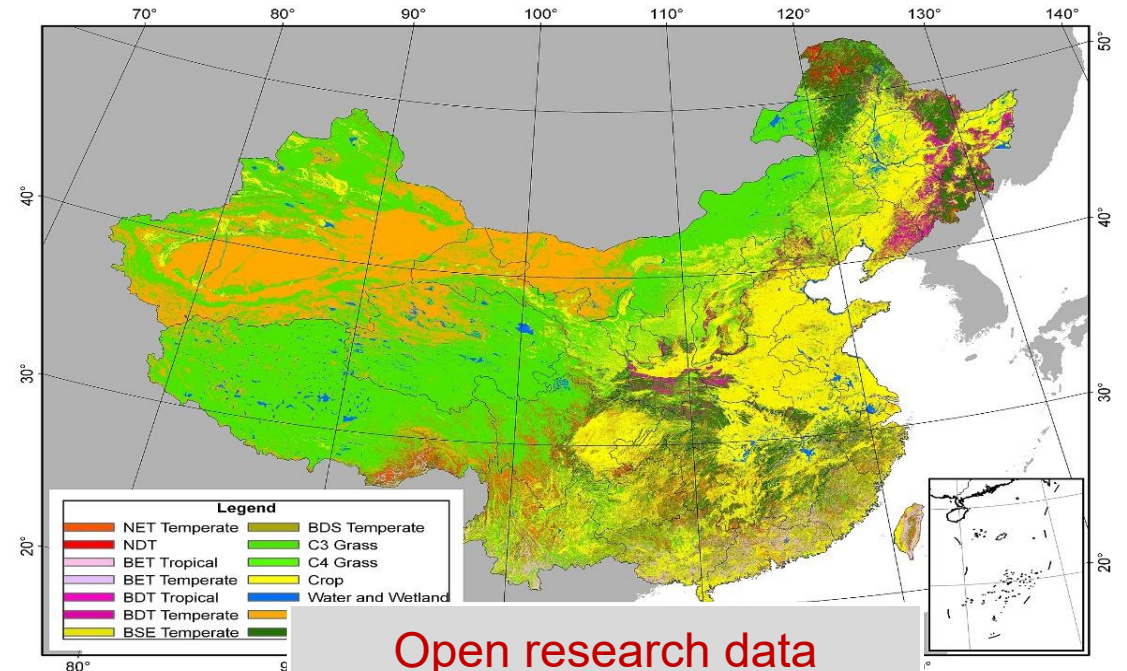 70° 80° 90° 100° 110° 120° 130° 140°
50°
40° 40°
30° 30°
20° 20°
Legend
NET Temperate BDS Temperate
NDT C3 Grass
BET Tropical C4 Grass
BET Temperate Crop
BDT Tropical Water and Wetland
BDT Temperate
BSE Temperate
Open research data
80°